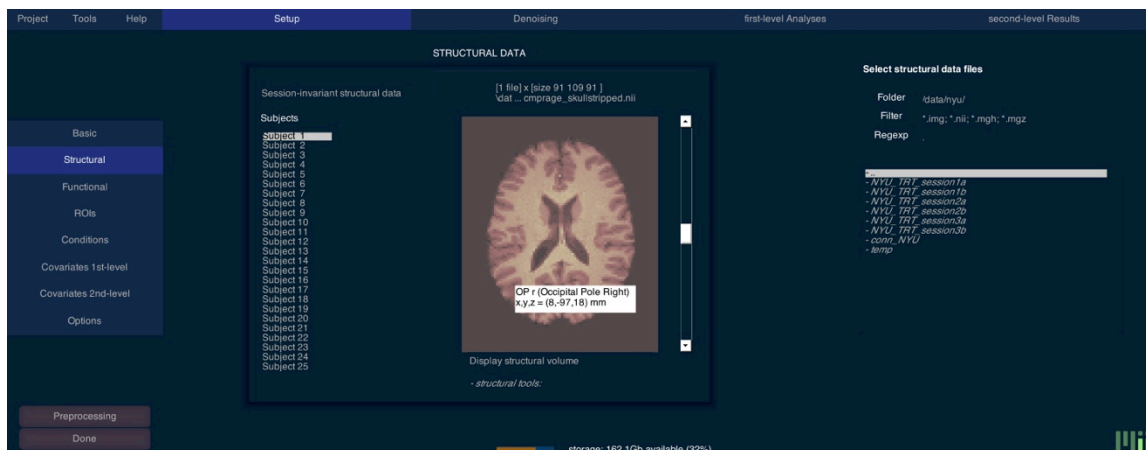 Project Tools Help Setup Denoising first-level Analyses second-level Results
STRUCTURAL DATA
Session-invariant structural data
[1 file] x [size 91 109 91 ]
\dat ... cmprage_skullstripped.nii
Subjects
Subject 1
Subject 2
Subject 3
Subject 4
Subject 5
Subject 6
Subject 7
Subject 8
Subject 9
Subject 10
Subject 11
Subject 12
Subject 13
Subject 14
Subject 15
Subject 16
Subject 17
Subject 18
Subject 19
Subject 20
Subject 21
Subject 22
Subject 23
Subject 24
Subject 25
OP r (Occipital Pole Right)
x,y,z = (8,-97,18) mm
Display structural volume
- structural tools:
Basic
Structural
Functional
ROIs
Conditions
Covariates 1st-level
Covariates 2nd-level
Options
Preprocessing
Done
Select structural data files
Folder /data/nyu/
Filter *.img; *.nii; *.mgh; *.mgz
Regexp .
- ..
- NYU_TRT_session1a
- NYU_TRT_session1b
- NYU_TRT_session2a
- NYU_TRT_session2b
- NYU_TRT_session3a
- NYU_TRT_session3b
- conn_NYU
- temp
storage: 162.1Gb available (32%)